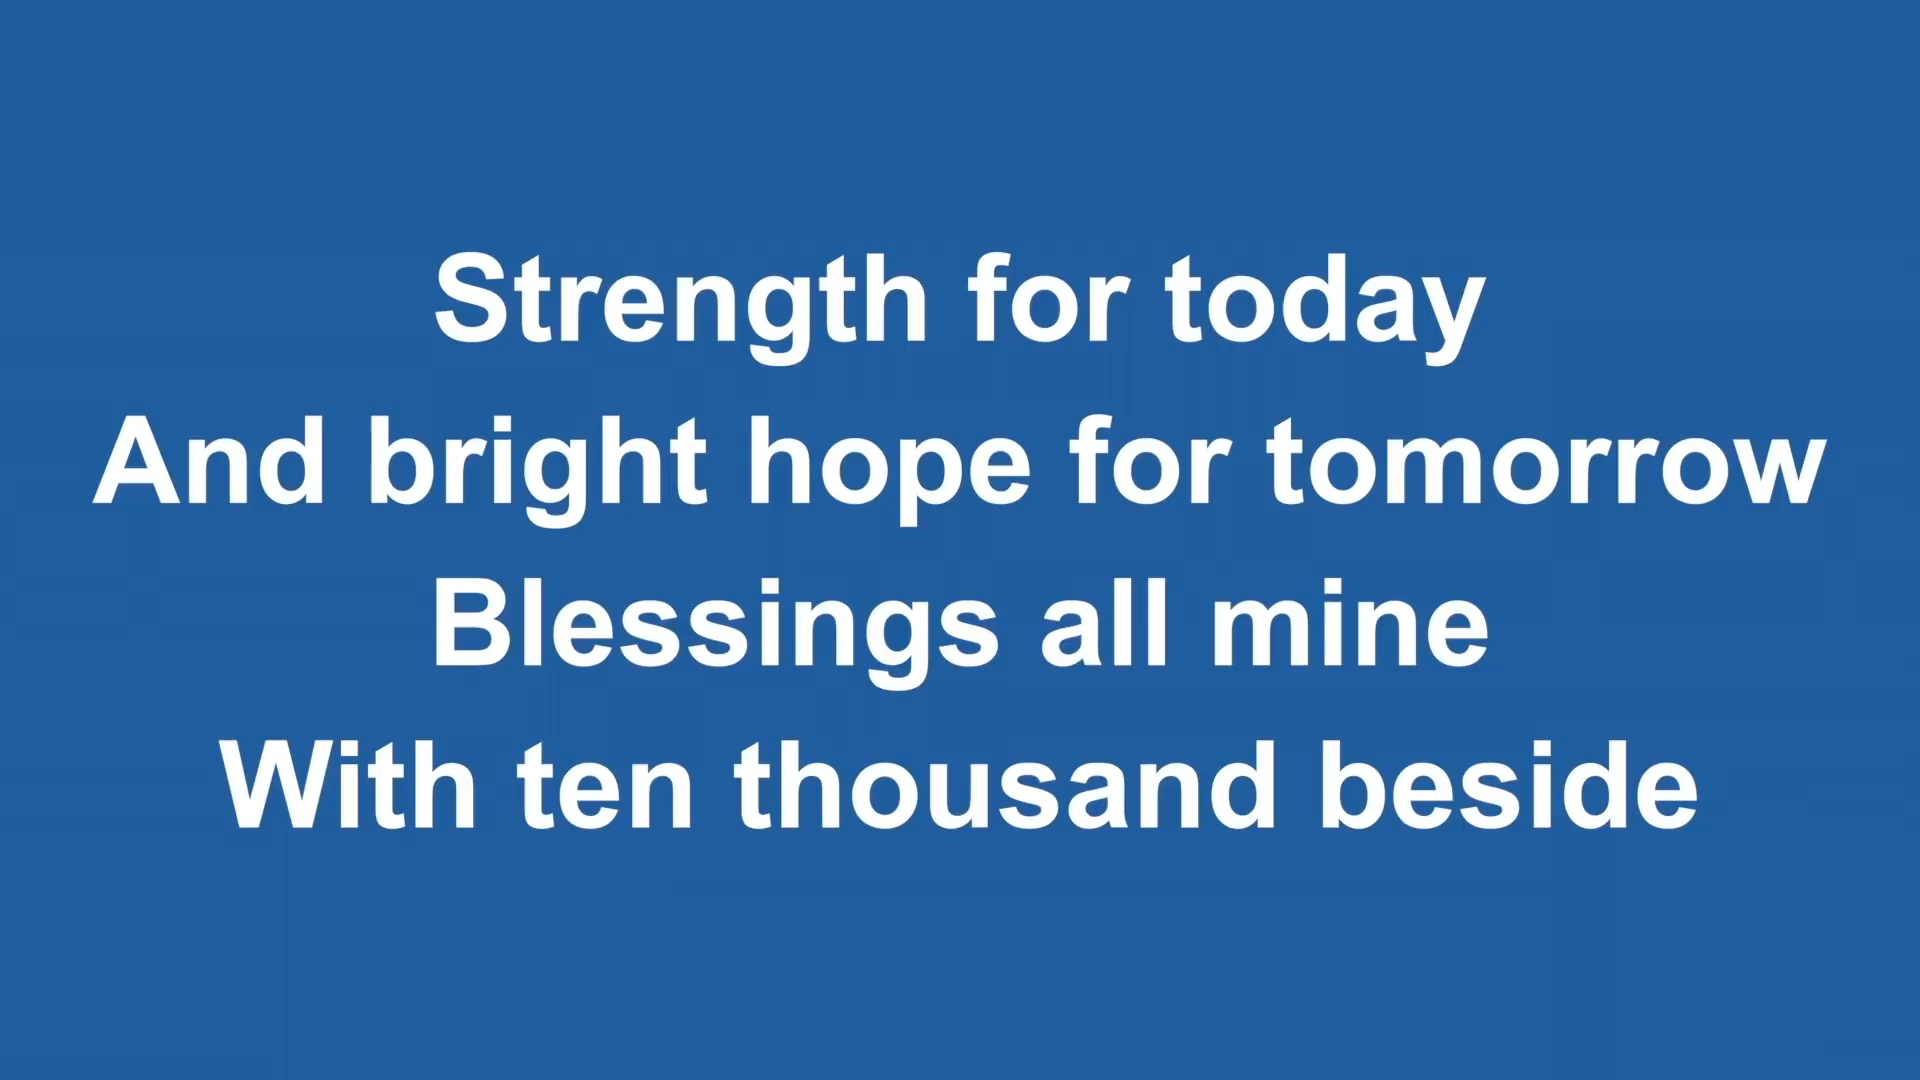 Strength for today
And bright hope for tomorrow
Blessings all mine
With ten thousand beside